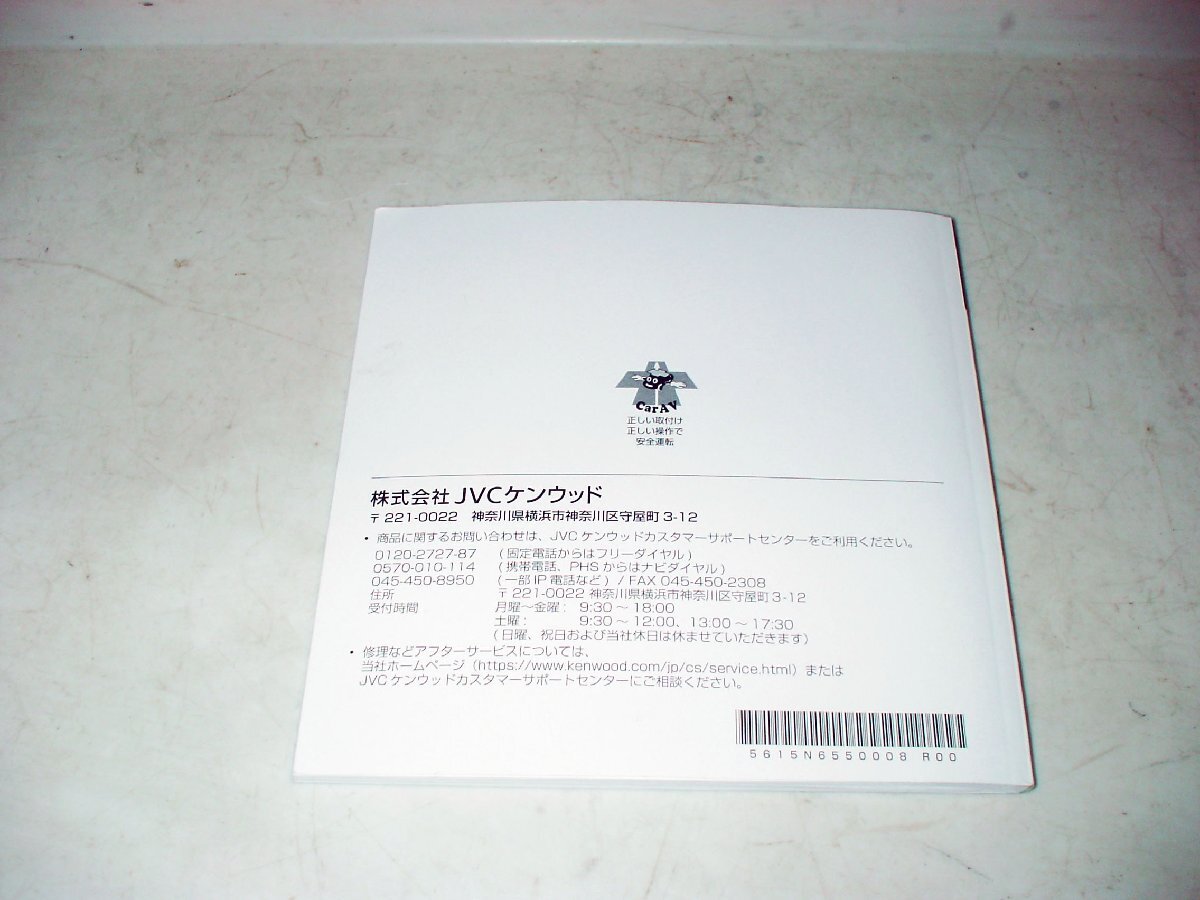 Car AV
正しい取付け
正しい操作で
安全運転
株式会社 JVCケンウッド
〒221-0022 神奈川県横浜市神奈川区守屋町 3-12
• 商品に関するお問い合わせは、JVC ケンウッドカスタマーサポートセンターをご利用ください。
0120-2727-87 (固定電話からはフリーダイヤル)
0570-010-114 (携帯電話、PHSからはナビダイヤル)
045-450-8950 (一部 IP 電話など) / FAX 045-450-2308
住所 〒221-0022 神奈川県横浜市神奈川区守屋町 3-12
受付時間 月曜～金曜: 9:30 ～ 18:00
土曜: 9:30 ～ 12:00、13:00 ～ 17:30
(日曜、祝日および当社休日は休ませていただきます)
• 修理などアフターサービスについては、
当社ホームページ (https://www.kenwood.com/jp/cs/service.html) または
JVC ケンウッドカスタマーサポートセンターにご相談ください。
5615N6550008 R00